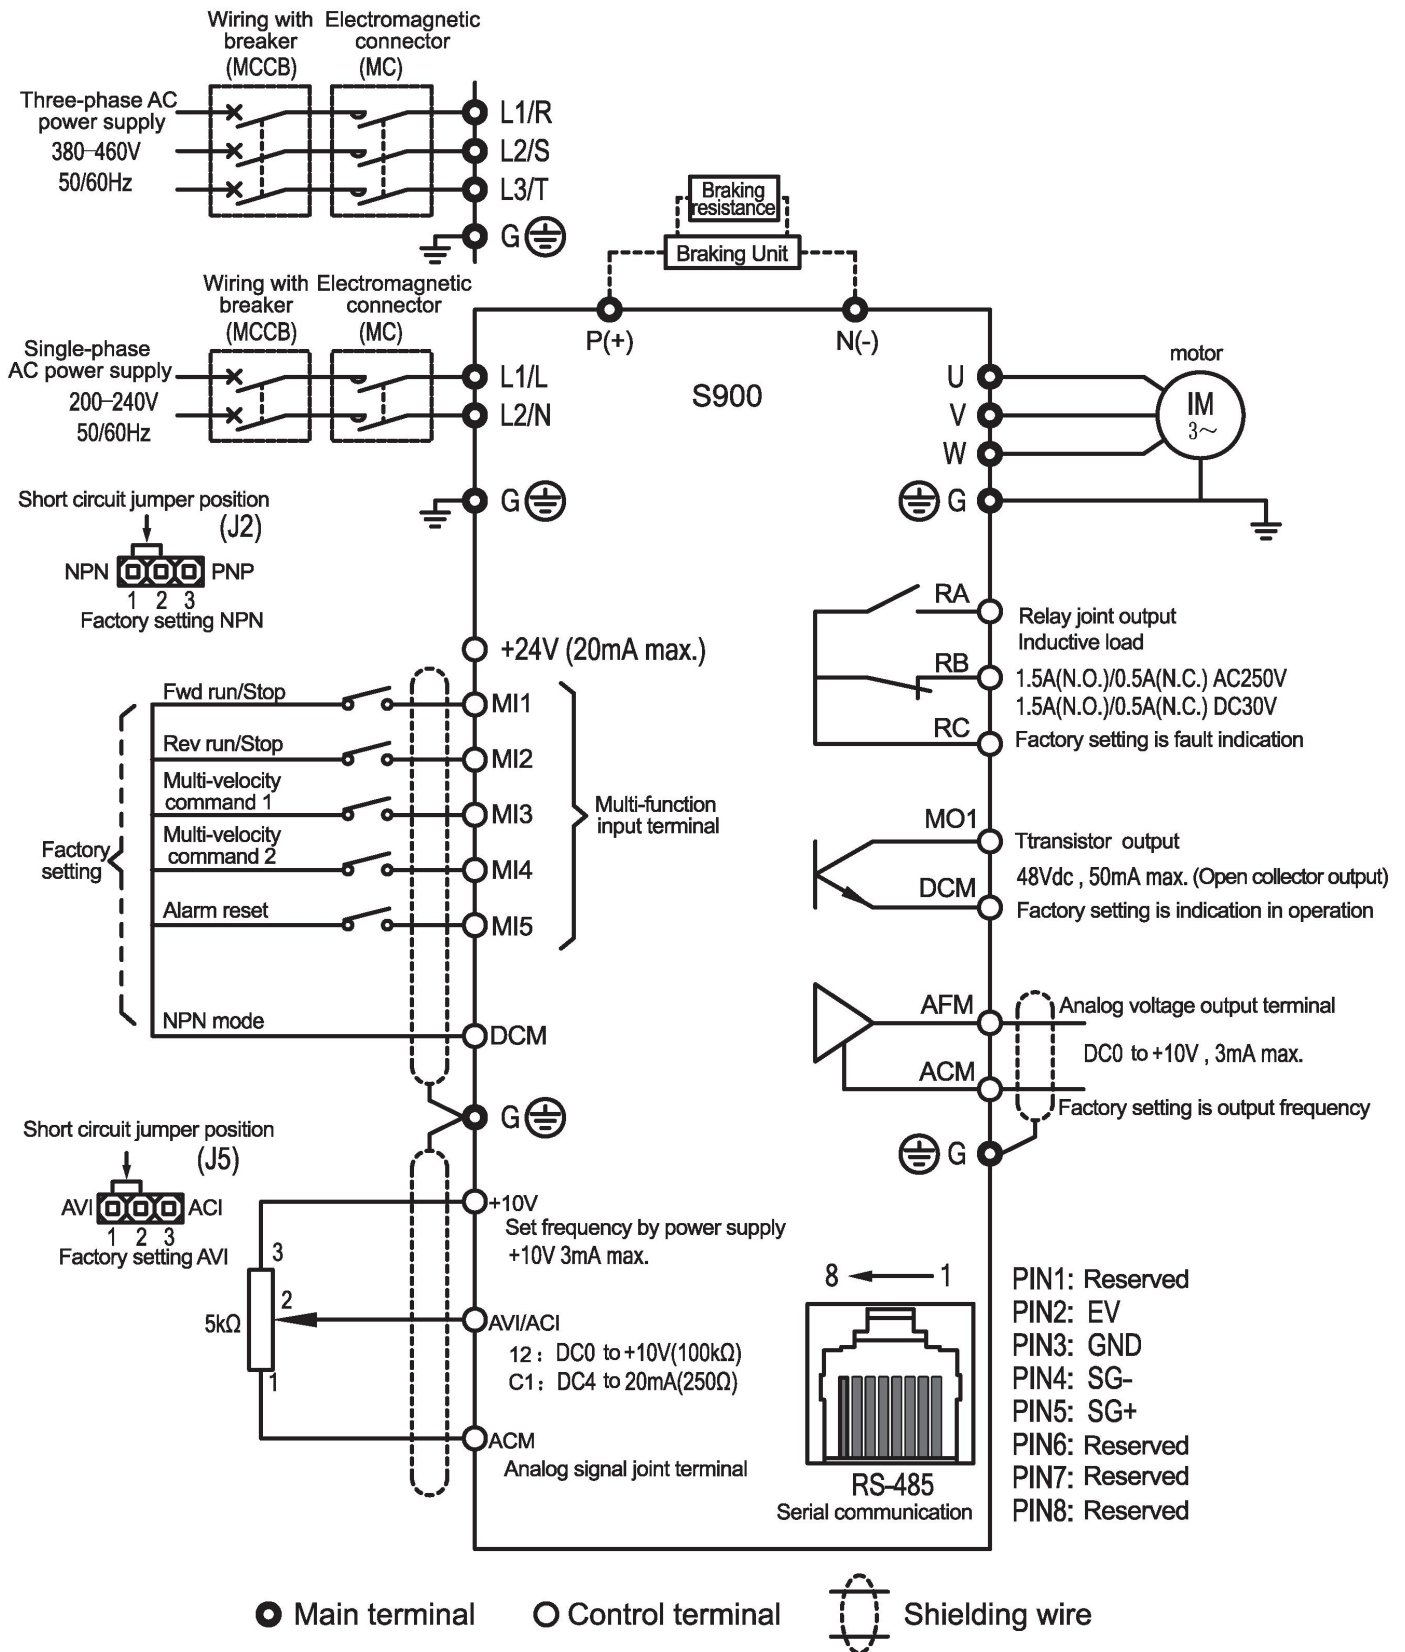 Wiring with breaker (MCCB)
Electromagnetic connector (MC)
Three-phase AC
power supply
380–460V
50/60Hz
L1/R
L2/S
L3/T
G
Braking
resistance
Braking Unit
P(+)
N(-)
Wiring with breaker (MCCB)
Electromagnetic connector (MC)
Single-phase
AC power supply
200–240V
50/60Hz
L1/L
L2/N
G
S900
U
V
W
G
motor
IM
3~
Short circuit jumper position
(J2)
NPN
PNP
1 2 3
Factory setting NPN
+24V (20mA max.)
Fwd run/Stop
MI1
Rev run/Stop
MI2
Multi-velocity
command 1
MI3
Multi-velocity
command 2
MI4
Alarm reset
MI5
Factory
setting
Multi-function
input terminal
NPN mode
DCM
G
RA
RB
RC
Relay joint output
Inductive load
1.5A(N.O.)/0.5A(N.C.) AC250V
1.5A(N.O.)/0.5A(N.C.) DC30V
Factory setting is fault indication
MO1
DCM
Ttransistor output
48Vdc , 50mA max. (Open collector output)
Factory setting is indication in operation
AFM
ACM
G
Analog voltage output terminal
DC0 to +10V , 3mA max.
Factory setting is output frequency
Short circuit jumper position
(J5)
AVI
ACI
1 2 3
Factory setting AVI
+10V
Set frequency by power supply
+10V 3mA max.
3
2
5kΩ
1
AVI/ACI
12 : DC0 to +10V(100kΩ)
C1 : DC4 to 20mA(250Ω)
ACM
Analog signal joint terminal
8
1
RS-485
Serial communication
PIN1: Reserved
PIN2: EV
PIN3: GND
PIN4: SG-
PIN5: SG+
PIN6: Reserved
PIN7: Reserved
PIN8: Reserved
Main terminal
Control terminal
Shielding wire